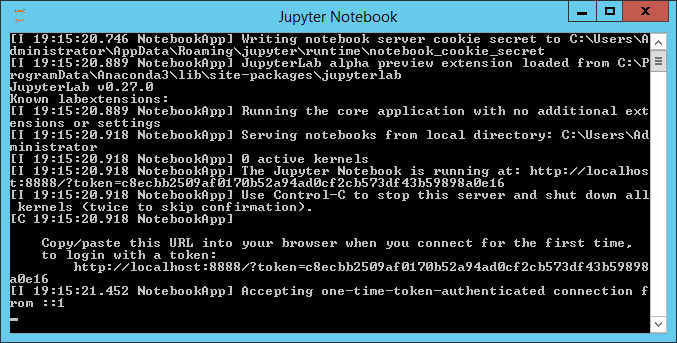 Jupyter Notebook
[I 19:15:20.746 NotebookApp] Writing notebook server cookie secret to C:\Users\A
dministrator\AppData\Roaming\jupyter\runtime\notebook_cookie_secret
[I 19:15:20.889 NotebookApp] JupyterLab alpha preview extension loaded from C:\P
rogramData\Anaconda3\lib\site-packages\jupyterlab
JupyterLab v0.27.0
Known labextensions:
[I 19:15:20.889 NotebookApp] Running the core application with no additional ext
ensions or settings
[I 19:15:20.918 NotebookApp] Serving notebooks from local directory: C:\Users\Ad
ministrator
[I 19:15:20.918 NotebookApp] 0 active kernels
[I 19:15:20.918 NotebookApp] The Jupyter Notebook is running at: http://localhos
t:8888/?token=c8ecbb2509af0170b52a94ad0cf2cb573df43b59898a0e16
[I 19:15:20.918 NotebookApp] Use Control-C to stop this server and shut down all
 kernels (twice to skip confirmation).
[C 19:15:20.918 NotebookApp]
    Copy/paste this URL into your browser when you connect for the first time,
    to login with a token:
        http://localhost:8888/?token=c8ecbb2509af0170b52a94ad0cf2cb573df43b59898
a0e16
[I 19:15:21.452 NotebookApp] Accepting one-time-token-authenticated connection f
rom ::1